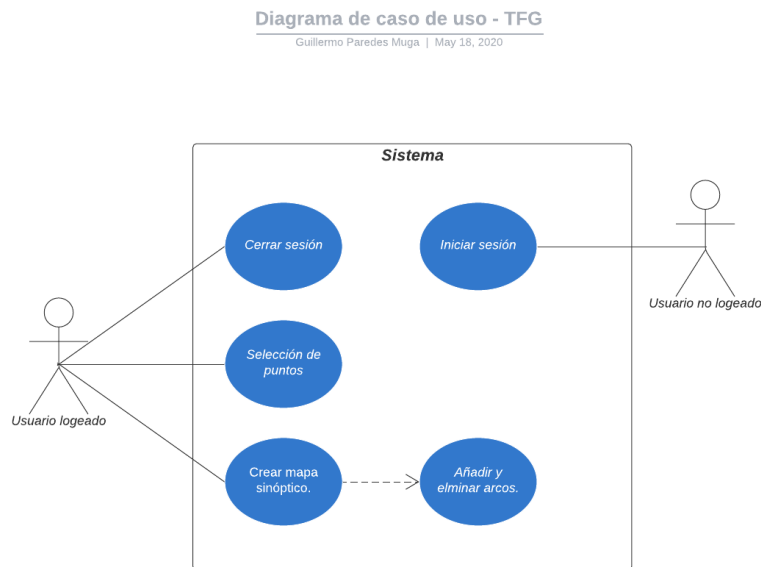 Diagrama de caso de uso - TFG
Guillermo Paredes Muga | May 18, 2020
Sistema
Cerrar sesión
Iniciar sesión
Usuario no logeado
Selección de
puntos
Usuario logeado
Crear mapa
sinóptico.
Añadir y
elminar arcos.